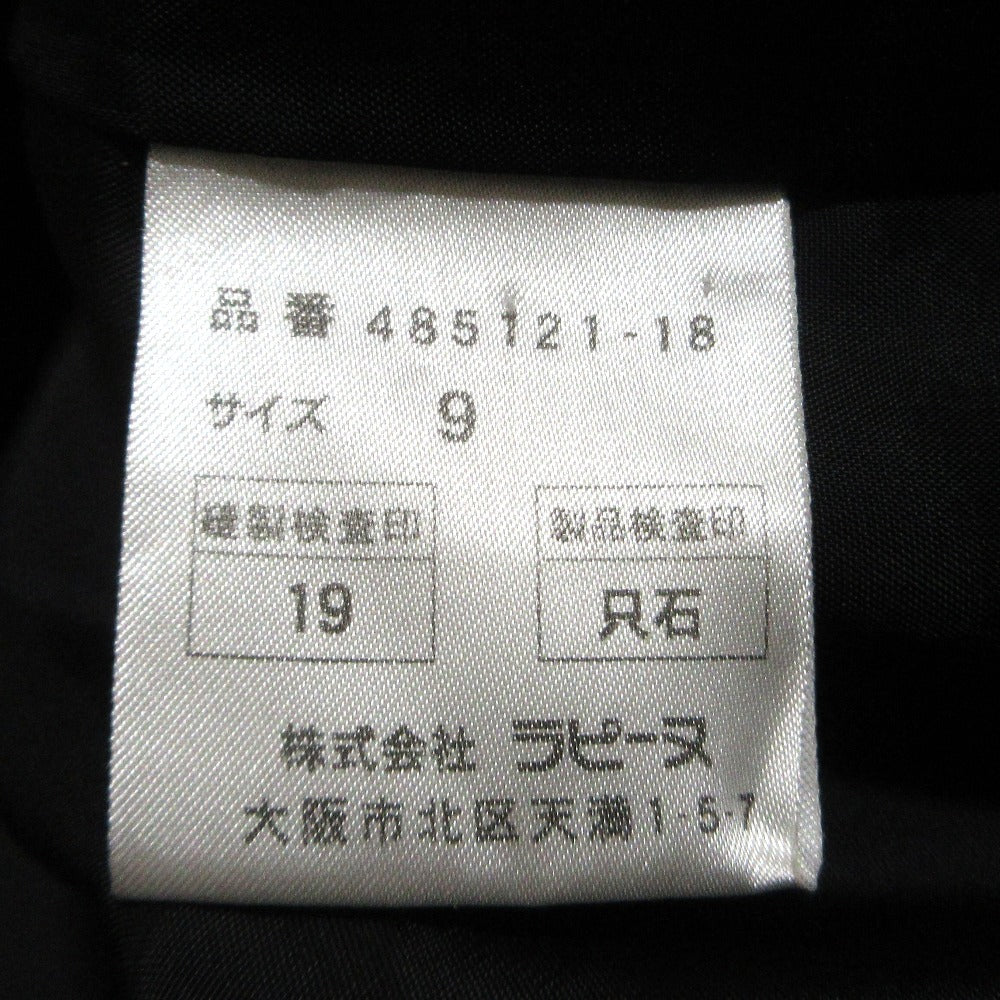 品番 485121-18
サイズ 9
縫製検査印 製品検査印
19 只石
株式会社 ラピーヌ
大阪市北区天満1-5-7